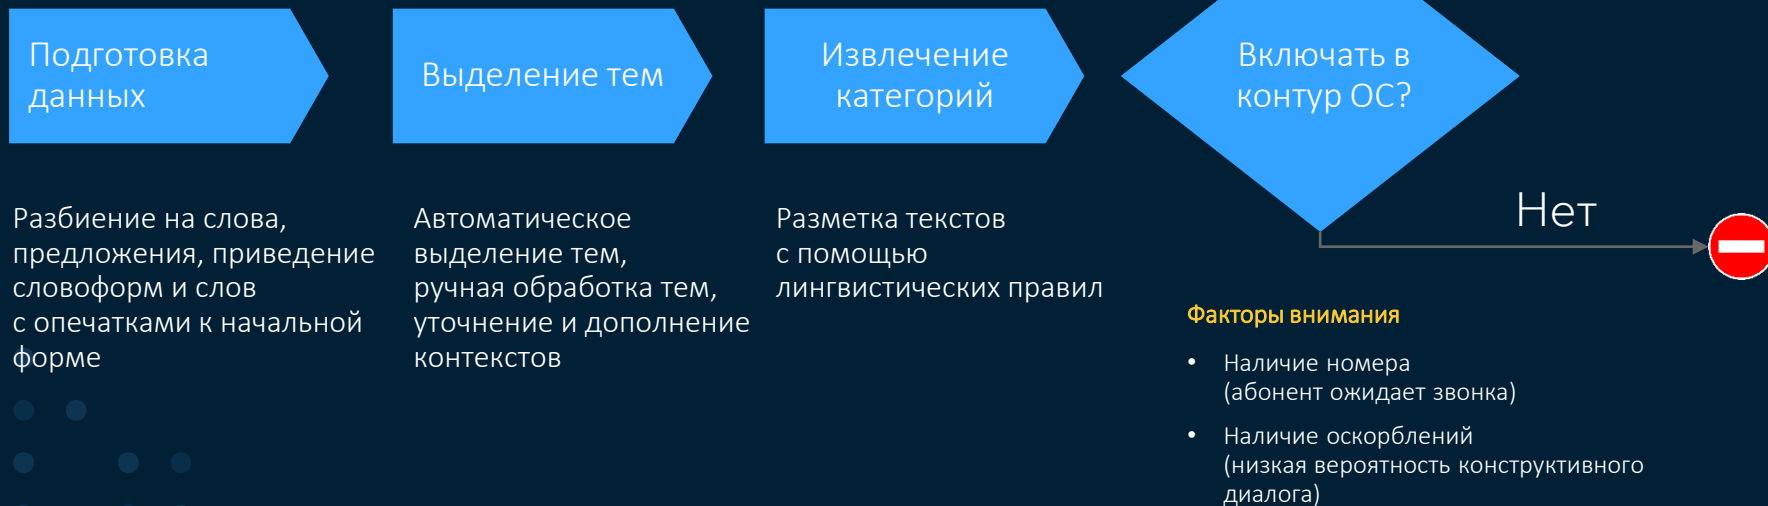 Подготовка
данных
Выделение тем
Извлечение
категорий
Включать в
контур ОС?
Разбиение на слова,
предложения, приведение
словоформ и слов
с опечатками к начальной
форме
Автоматическое
выделение тем,
ручная обработка тем,
уточнение и дополнение
контекстов
Разметка текстов
с помощью
лингвистических правил
Нет
Факторы внимания
• Наличие номера
(абонент ожидает звонка)
• Наличие оскорблений
(низкая вероятность конструктивного
диалога)